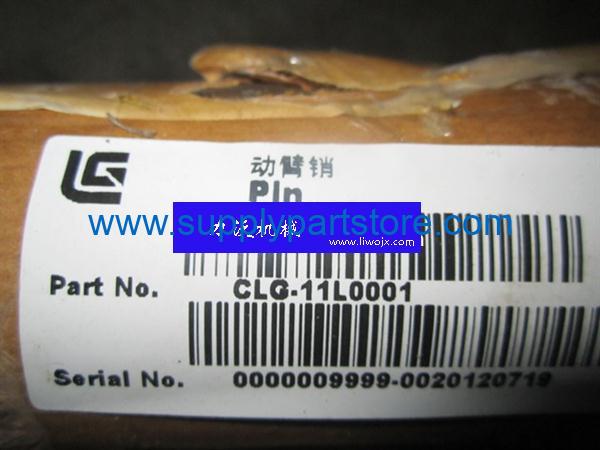 LG
动臂销
Pin
www.supplypartstore.com
力沃机械
www.liwojx.com
Part No. CLG-11L0001
Serial No. 0000009999-0020120719